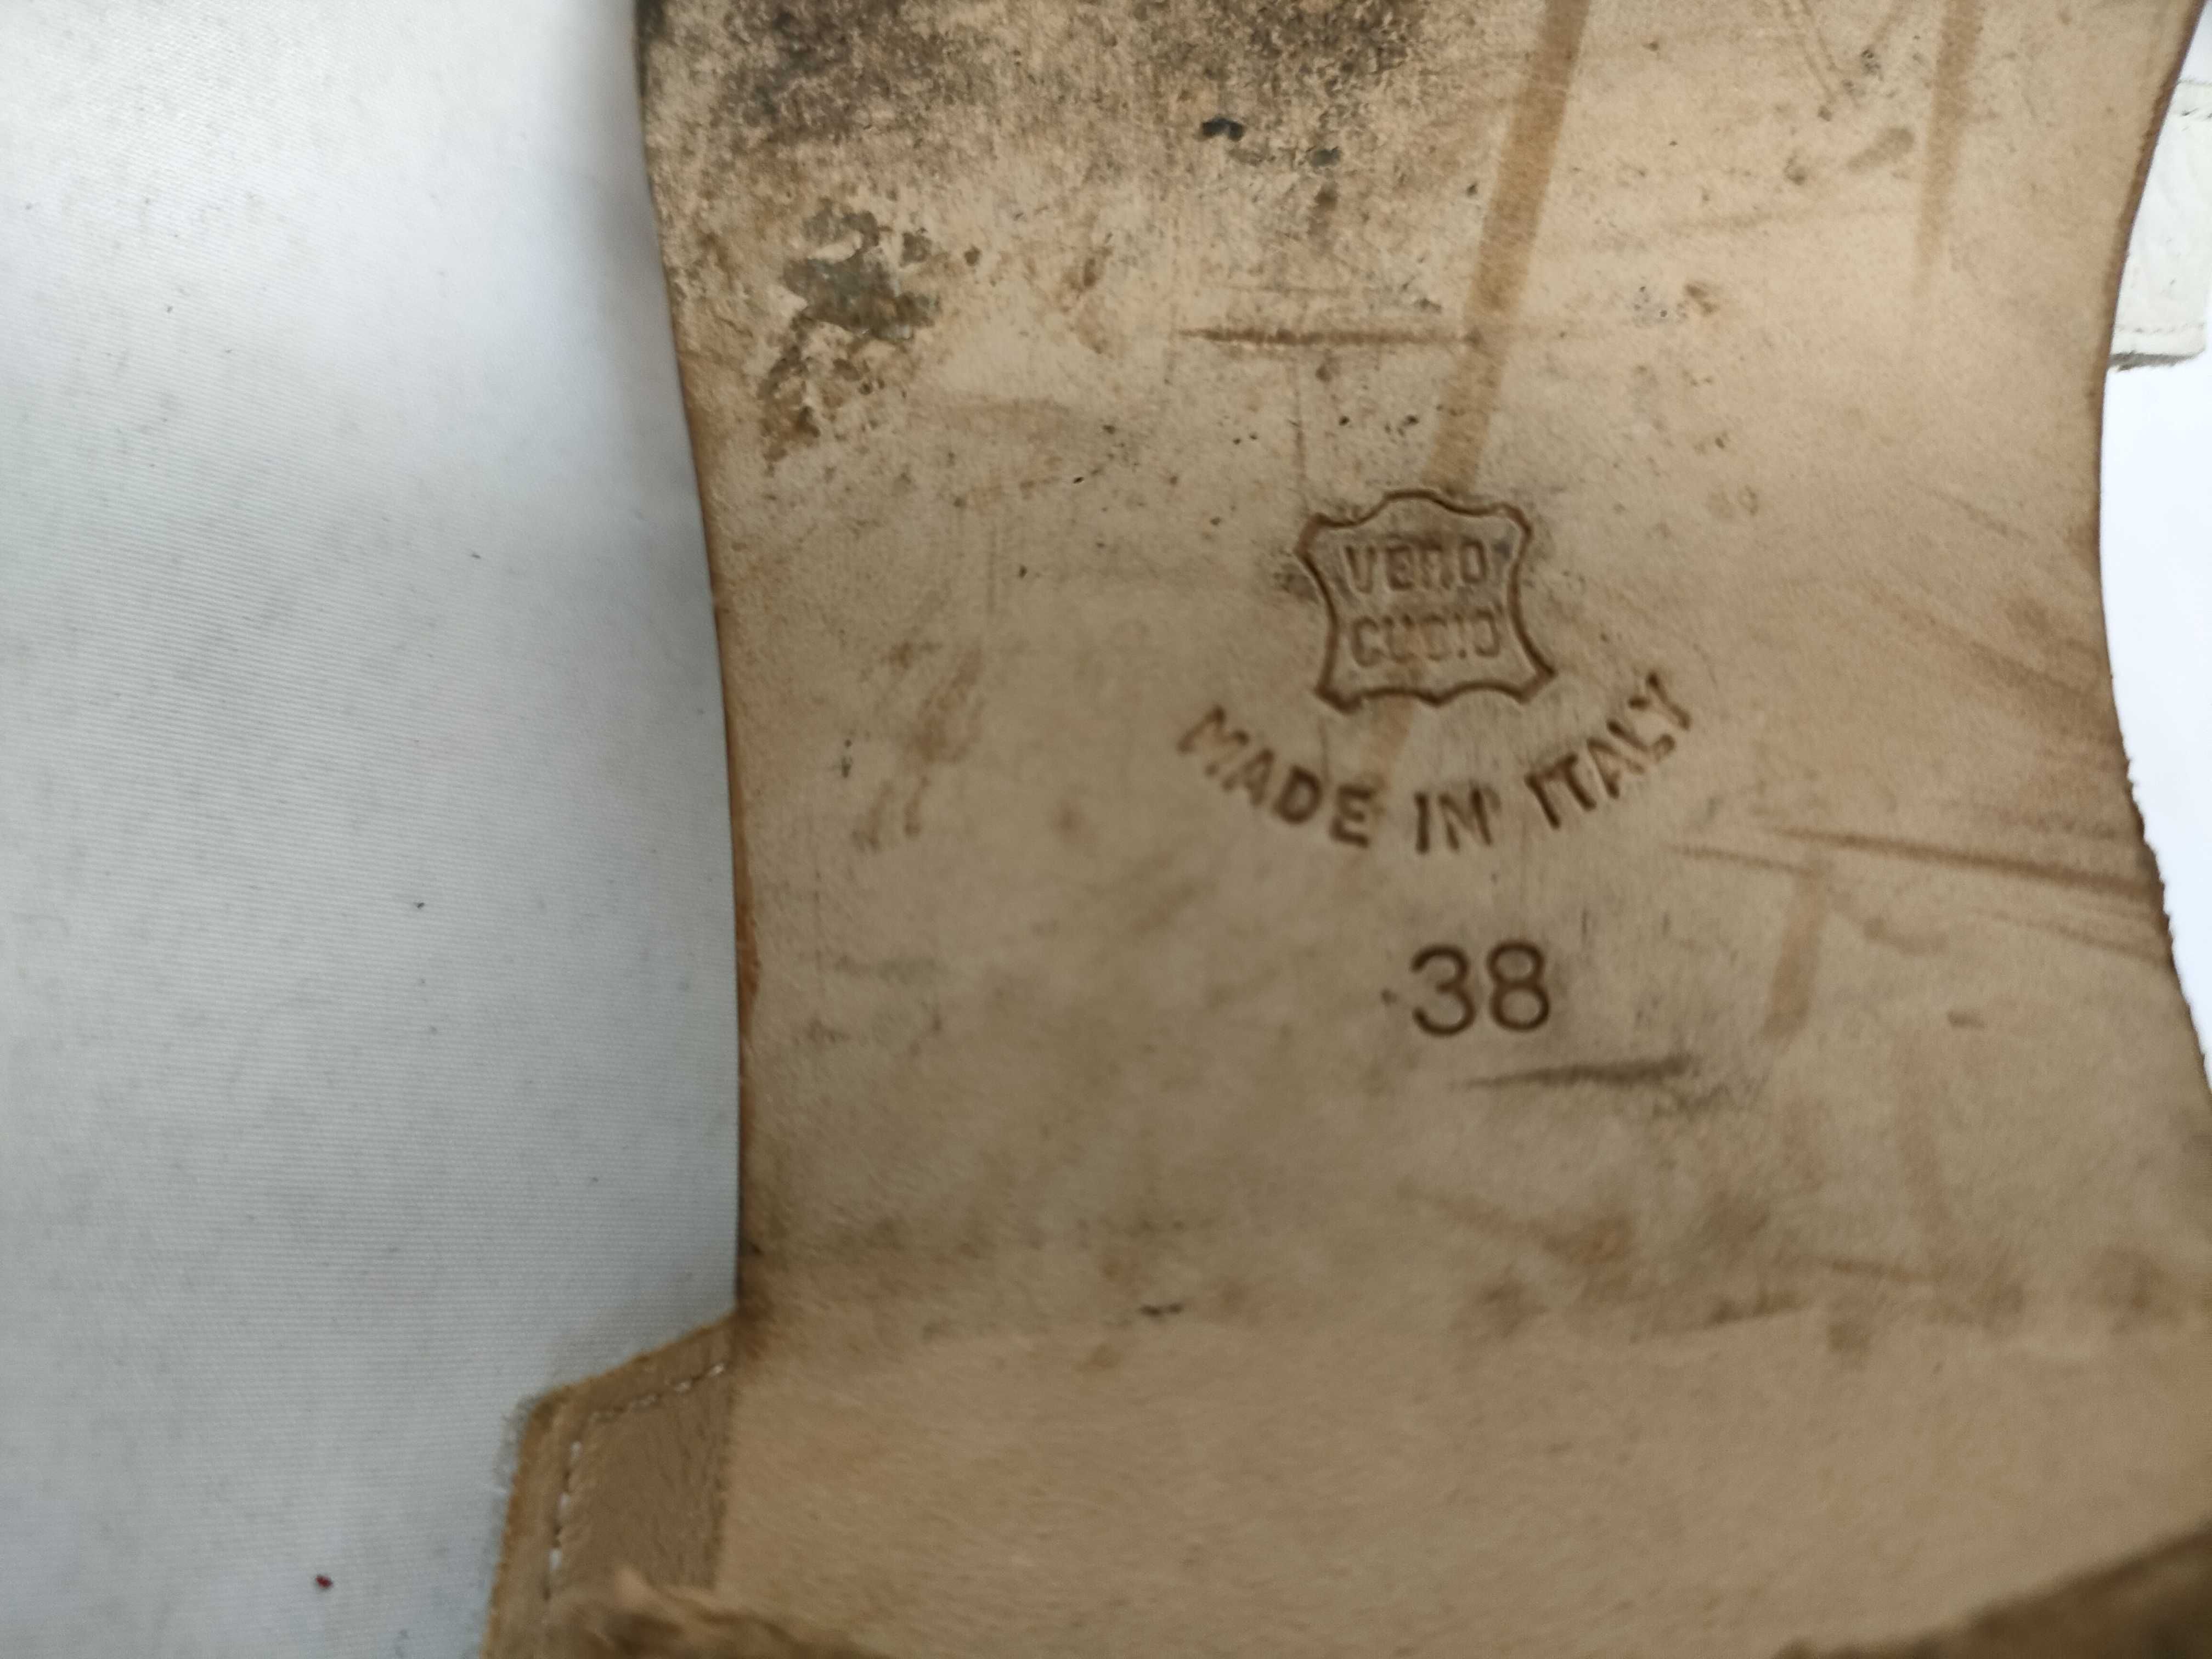 VERO
CUOIO
MADE IN ITALY
38